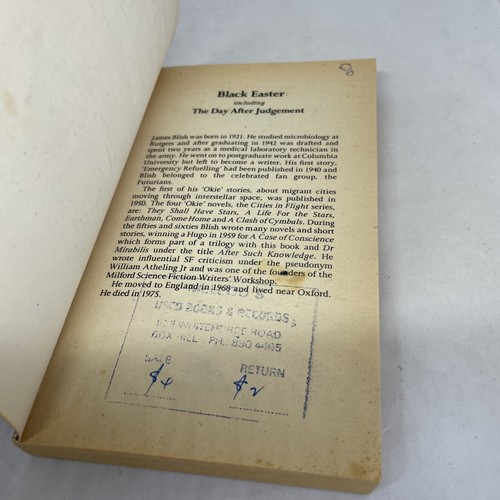 Black Easter
including
The Day After Judgement
James Blish was born in 1921. He studied microbiology at
Rutgers and after graduating in 1942 was drafted and
spent two years as a medical laboratory technician in
the army. He went on to postgraduate work at Columbia
University but left to become a writer. His first story,
'Emergency Refuelling' had been published in 1940 and
Blish belonged to the celebrated fan group, the
Futurians.
The first of his 'Okie' stories, about migrant cities
moving through interstellar space, was published in
1950. The four 'Okie' novels, the Cities in Flight series,
are: They Shall Have Stars, A Life For the Stars,
Earthman, Come Home and A Clash of Cymbals. During
the fifties and sixties Blish wrote many novels and short
stories, winning a Hugo in 1959 for A Case of Conscience
which forms part of a trilogy with this book and Dr
Mirabilis under the title After Such Knowledge. He
wrote influential SF criticism under the pseudonym
William Atheling Jr and was one of the founders of the
Milford Science Fiction Writers' Workshop.
He moved to England in 1968 and lived near Oxford.
He died in 1975.
USED BOOKS & RECORDS
WHITEHORSE ROAD
BOX HILL PH: 890 4405
SALE RETURN
$4 $2